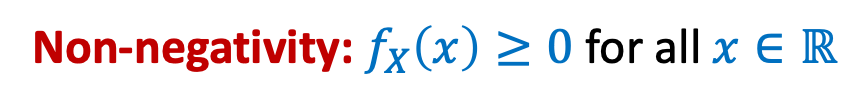 Non-negativity: fX(x) ≥ 0 for all x ∈ ℝ